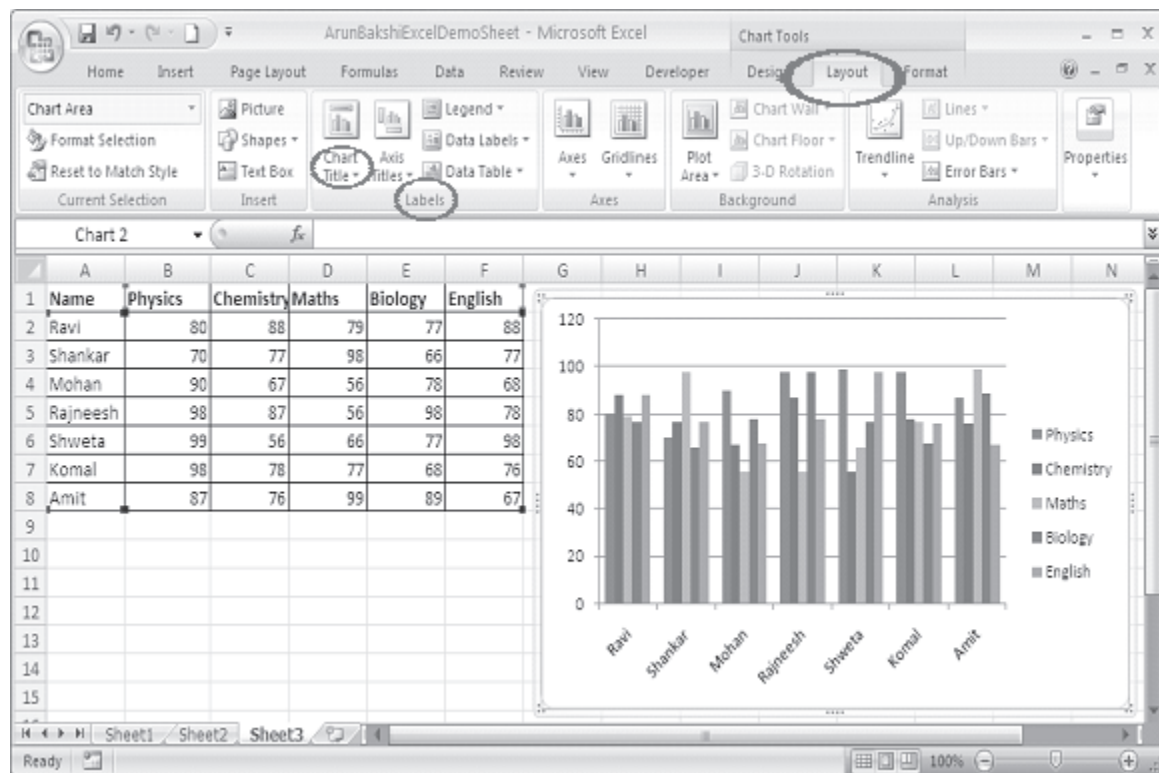 ArunBakshiExcelDemoSheet - Microsoft Excel
Chart Tools
Home Insert Page Layout Formulas Data Review View Developer Design Layout Format
Chart Area
Format Selection
Reset to Match Style
Current Selection
Picture
Shapes
Text Box
Insert
Chart Title
Axis Titles
Legend
Data Labels
Data Table
Labels
Axes
Gridlines
Axes
Plot Area
Chart Wall
Chart Floor
3-D Rotation
Background
Trendline
Lines
Up/Down Bars
Error Bars
Analysis
Properties
Chart 2 fx
A B C D E F G H I J K L M N
1 Name Physics Chemistry Maths Biology English
2 Ravi 80 88 79 77 88
3 Shankar 70 77 98 66 77
4 Mohan 90 67 56 78 68
5 Rajneesh 98 87 56 98 78
6 Shweta 99 56 66 77 98
7 Komal 98 78 77 68 76
8 Amit 87 76 99 89 67
9
10
11
12
13
14
15
120
100
80
60
40
20
0
Ravi Shankar Mohan Rajneesh Shweta Komal Amit
Physics
Chemistry
Maths
Biology
English
Sheet1 Sheet2 Sheet3
Ready 100%